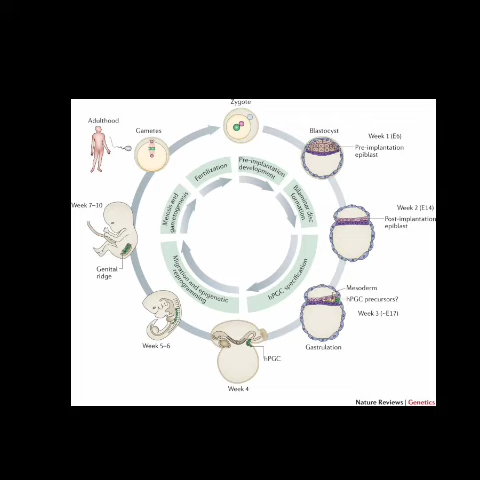 Zygote
Adulthood
Gametes
Blastocyst
Week 1 (E6)
Pre-implantation
epiblast
Fertilization
Pre-implantation
development
Bilaminar disc
formation
Meiosis and
gametogenesis
Week 7–10
Week 2 (E14)
Post-implantation
epiblast
Genital
ridge
Migration and epigenetic
reprogramming
hPGC specification
Mesoderm
hPGC precursors?
Week 3 (~E17)
Week 5–6
Gastrulation
hPGC
Week 4
Nature Reviews | Genetics